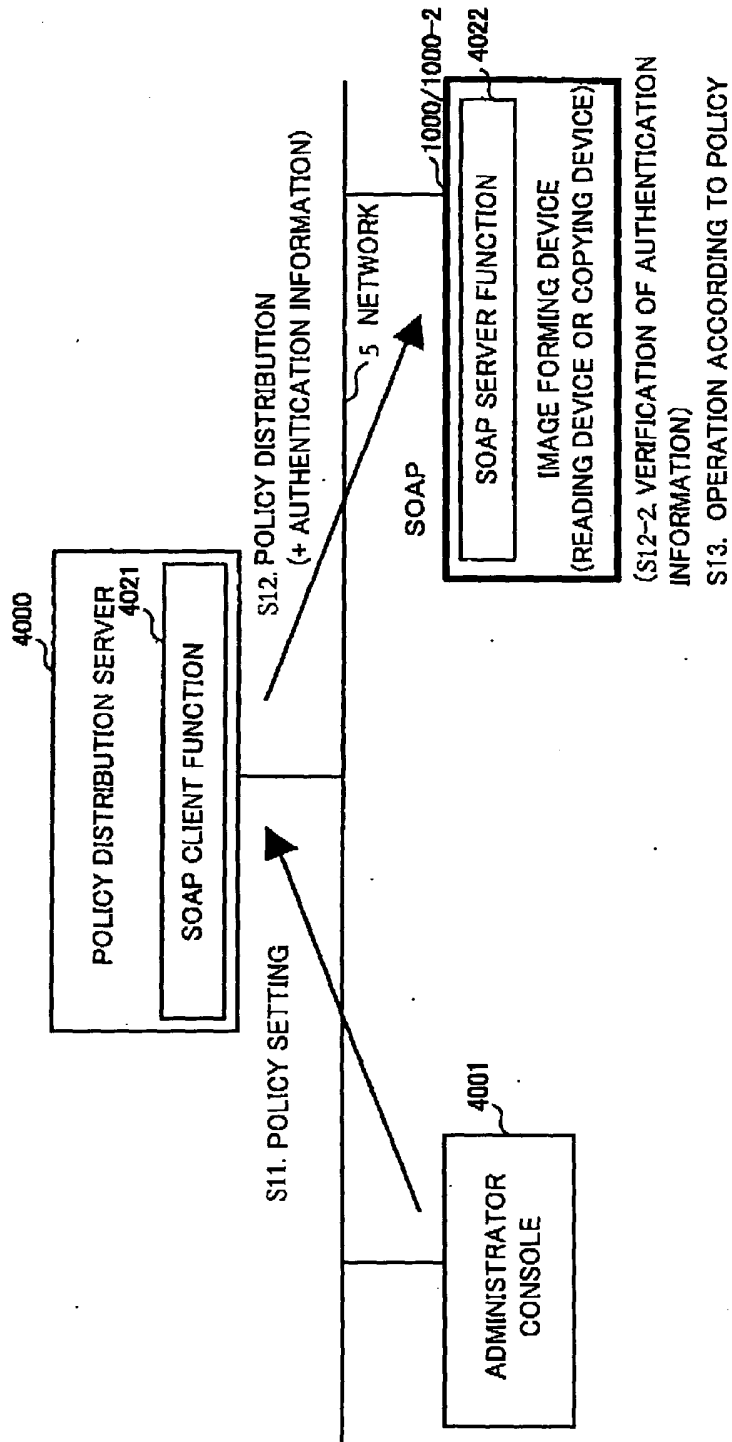 4000
POLICY DISTRIBUTION SERVER
4021
SOAP CLIENT FUNCTION
S11. POLICY SETTING
S12. POLICY DISTRIBUTION
(+ AUTHENTICATION INFORMATION)
5 NETWORK
SOAP
4001
ADMINISTRATOR
CONSOLE
1000/1000-2
4022
SOAP SERVER FUNCTION
IMAGE FORMING DEVICE
(READING DEVICE OR COPYING DEVICE)
(S12-2. VERIFICATION OF AUTHENTICATION
INFORMATION)
S13. OPERATION ACCORDING TO POLICY